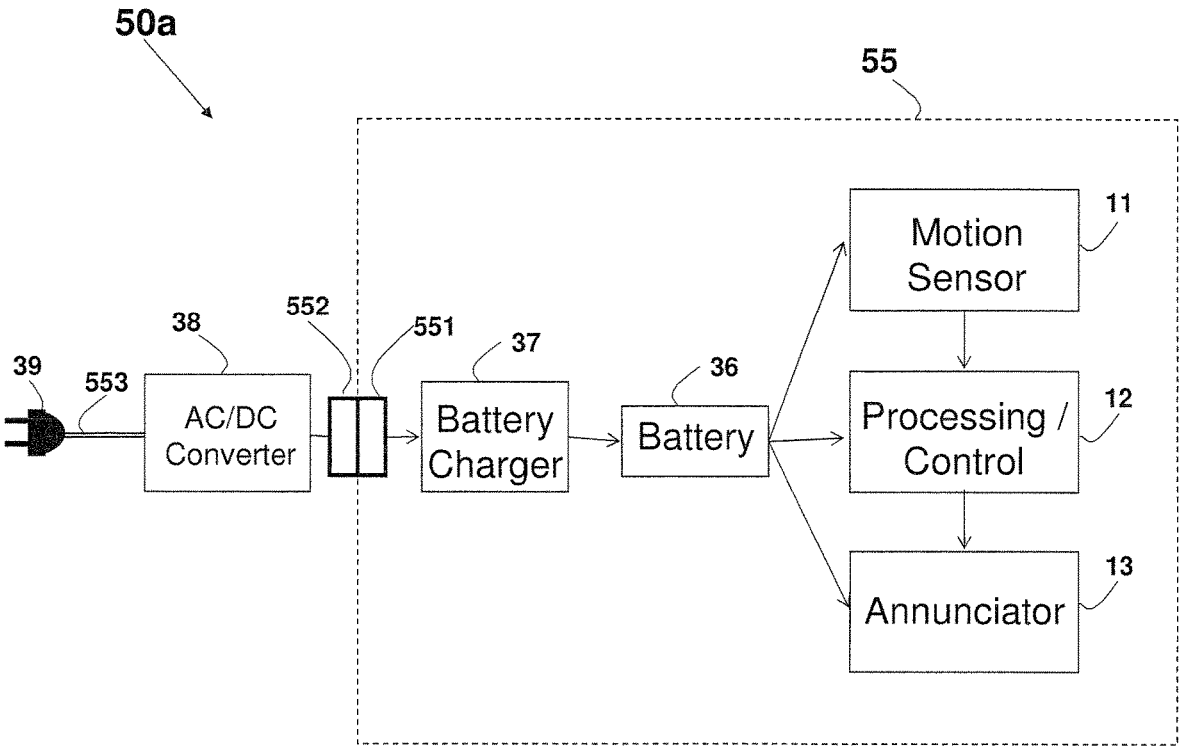 50a
55
11
Motion
Sensor
552
551
38
37
36
39
553
AC/DC
Converter
Battery
Charger
Battery
Processing /
Control
12
13
Annunciator